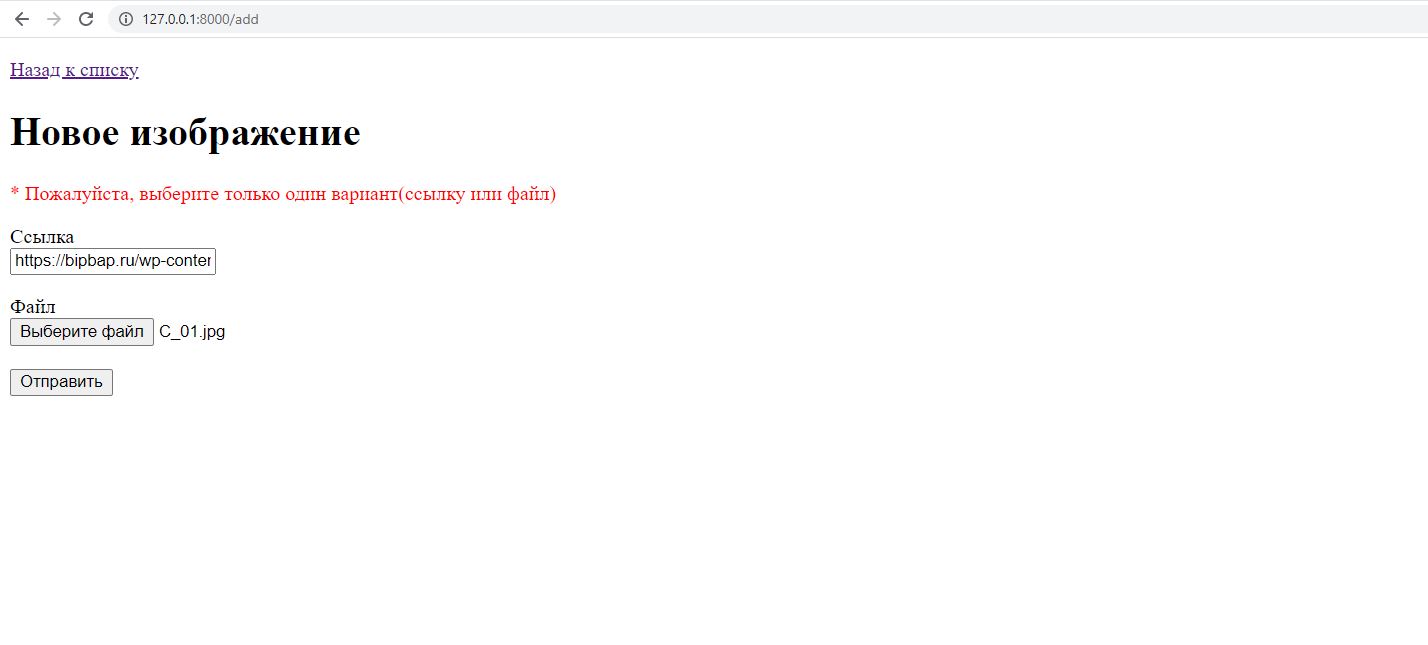 127.0.0.1:8000/add
Назад к списку
Новое изображение
* Пожалуйста, выберите только один вариант(ссылку или файл)
Ссылка
https://bipbap.ru/wp-conter
Файл
Выберите файл C_01.jpg
Отправить